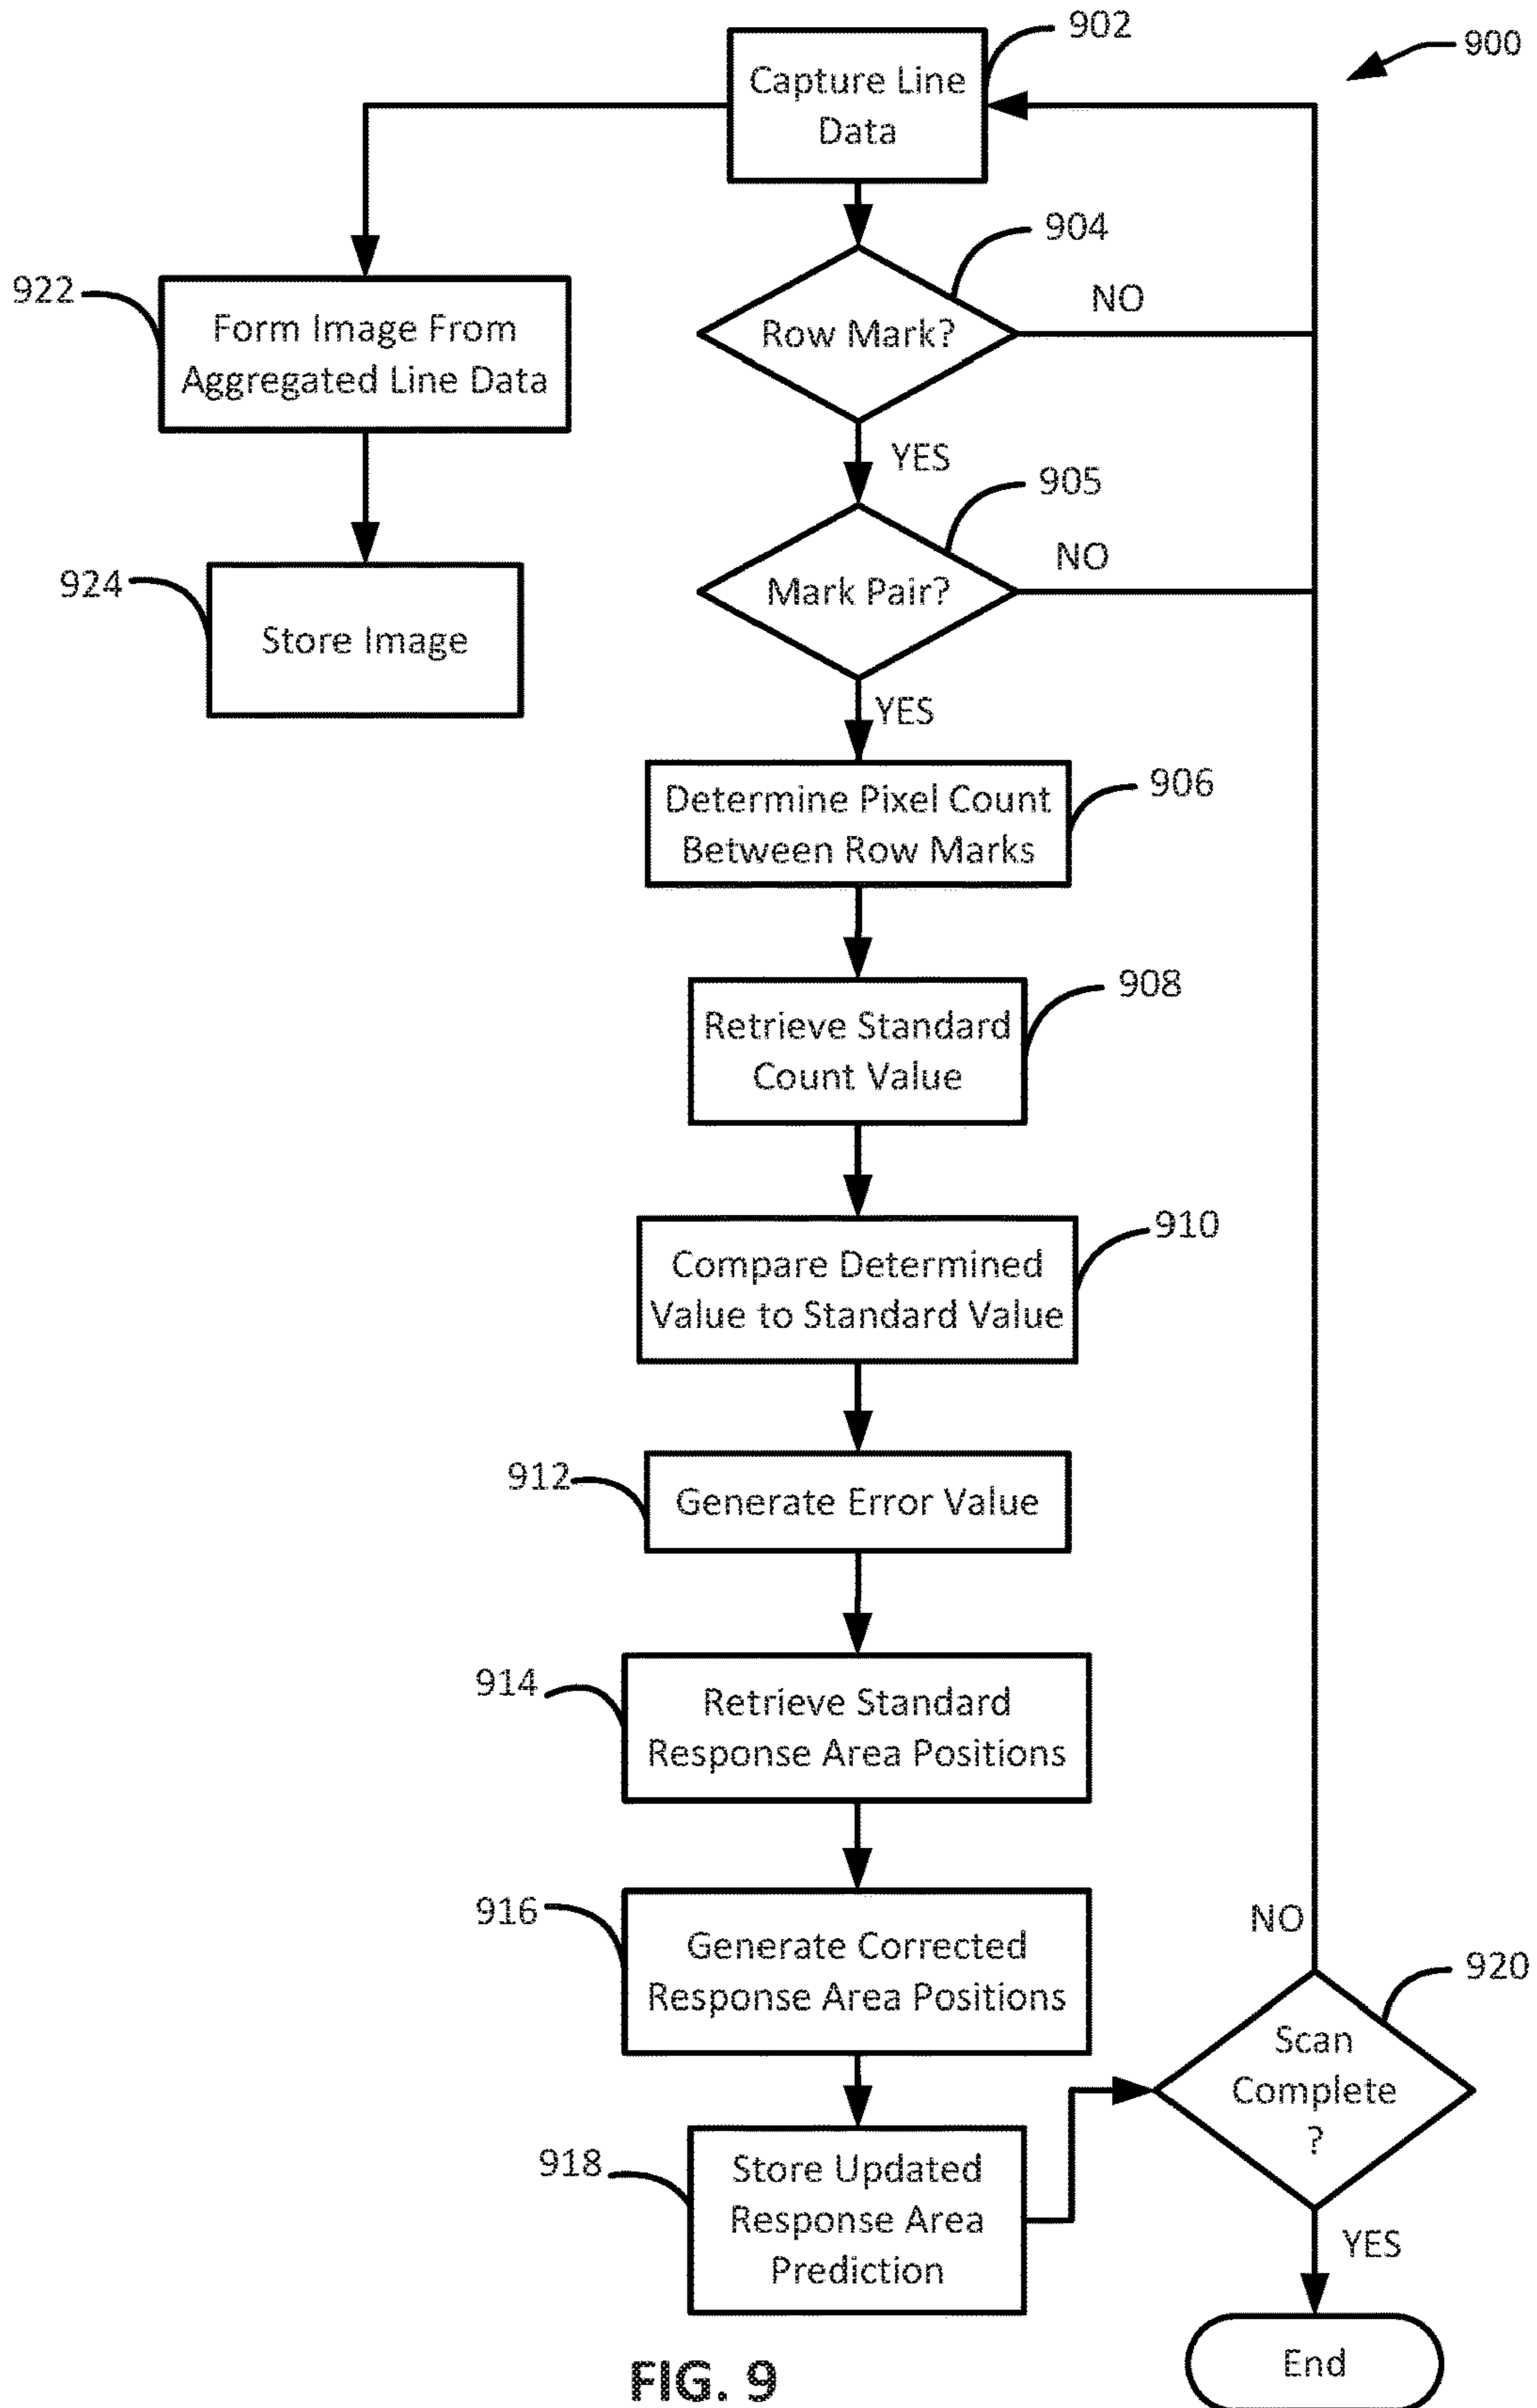 902
900
Capture Line
Data
904
NO
922
Form Image From
Aggregated Line Data
Row Mark?
YES
905
NO
924
Store Image
Mark Pair?
YES
906
Determine Pixel Count
Between Row Marks
908
Retrieve Standard
Count Value
910
Compare Determined
Value to Standard Value
912
Generate Error Value
914
Retrieve Standard
Response Area Positions
916
Generate Corrected
Response Area Positions
NO
920
Scan
Complete
?
918
Store Updated
Response Area
Prediction
YES
End
FIG. 9